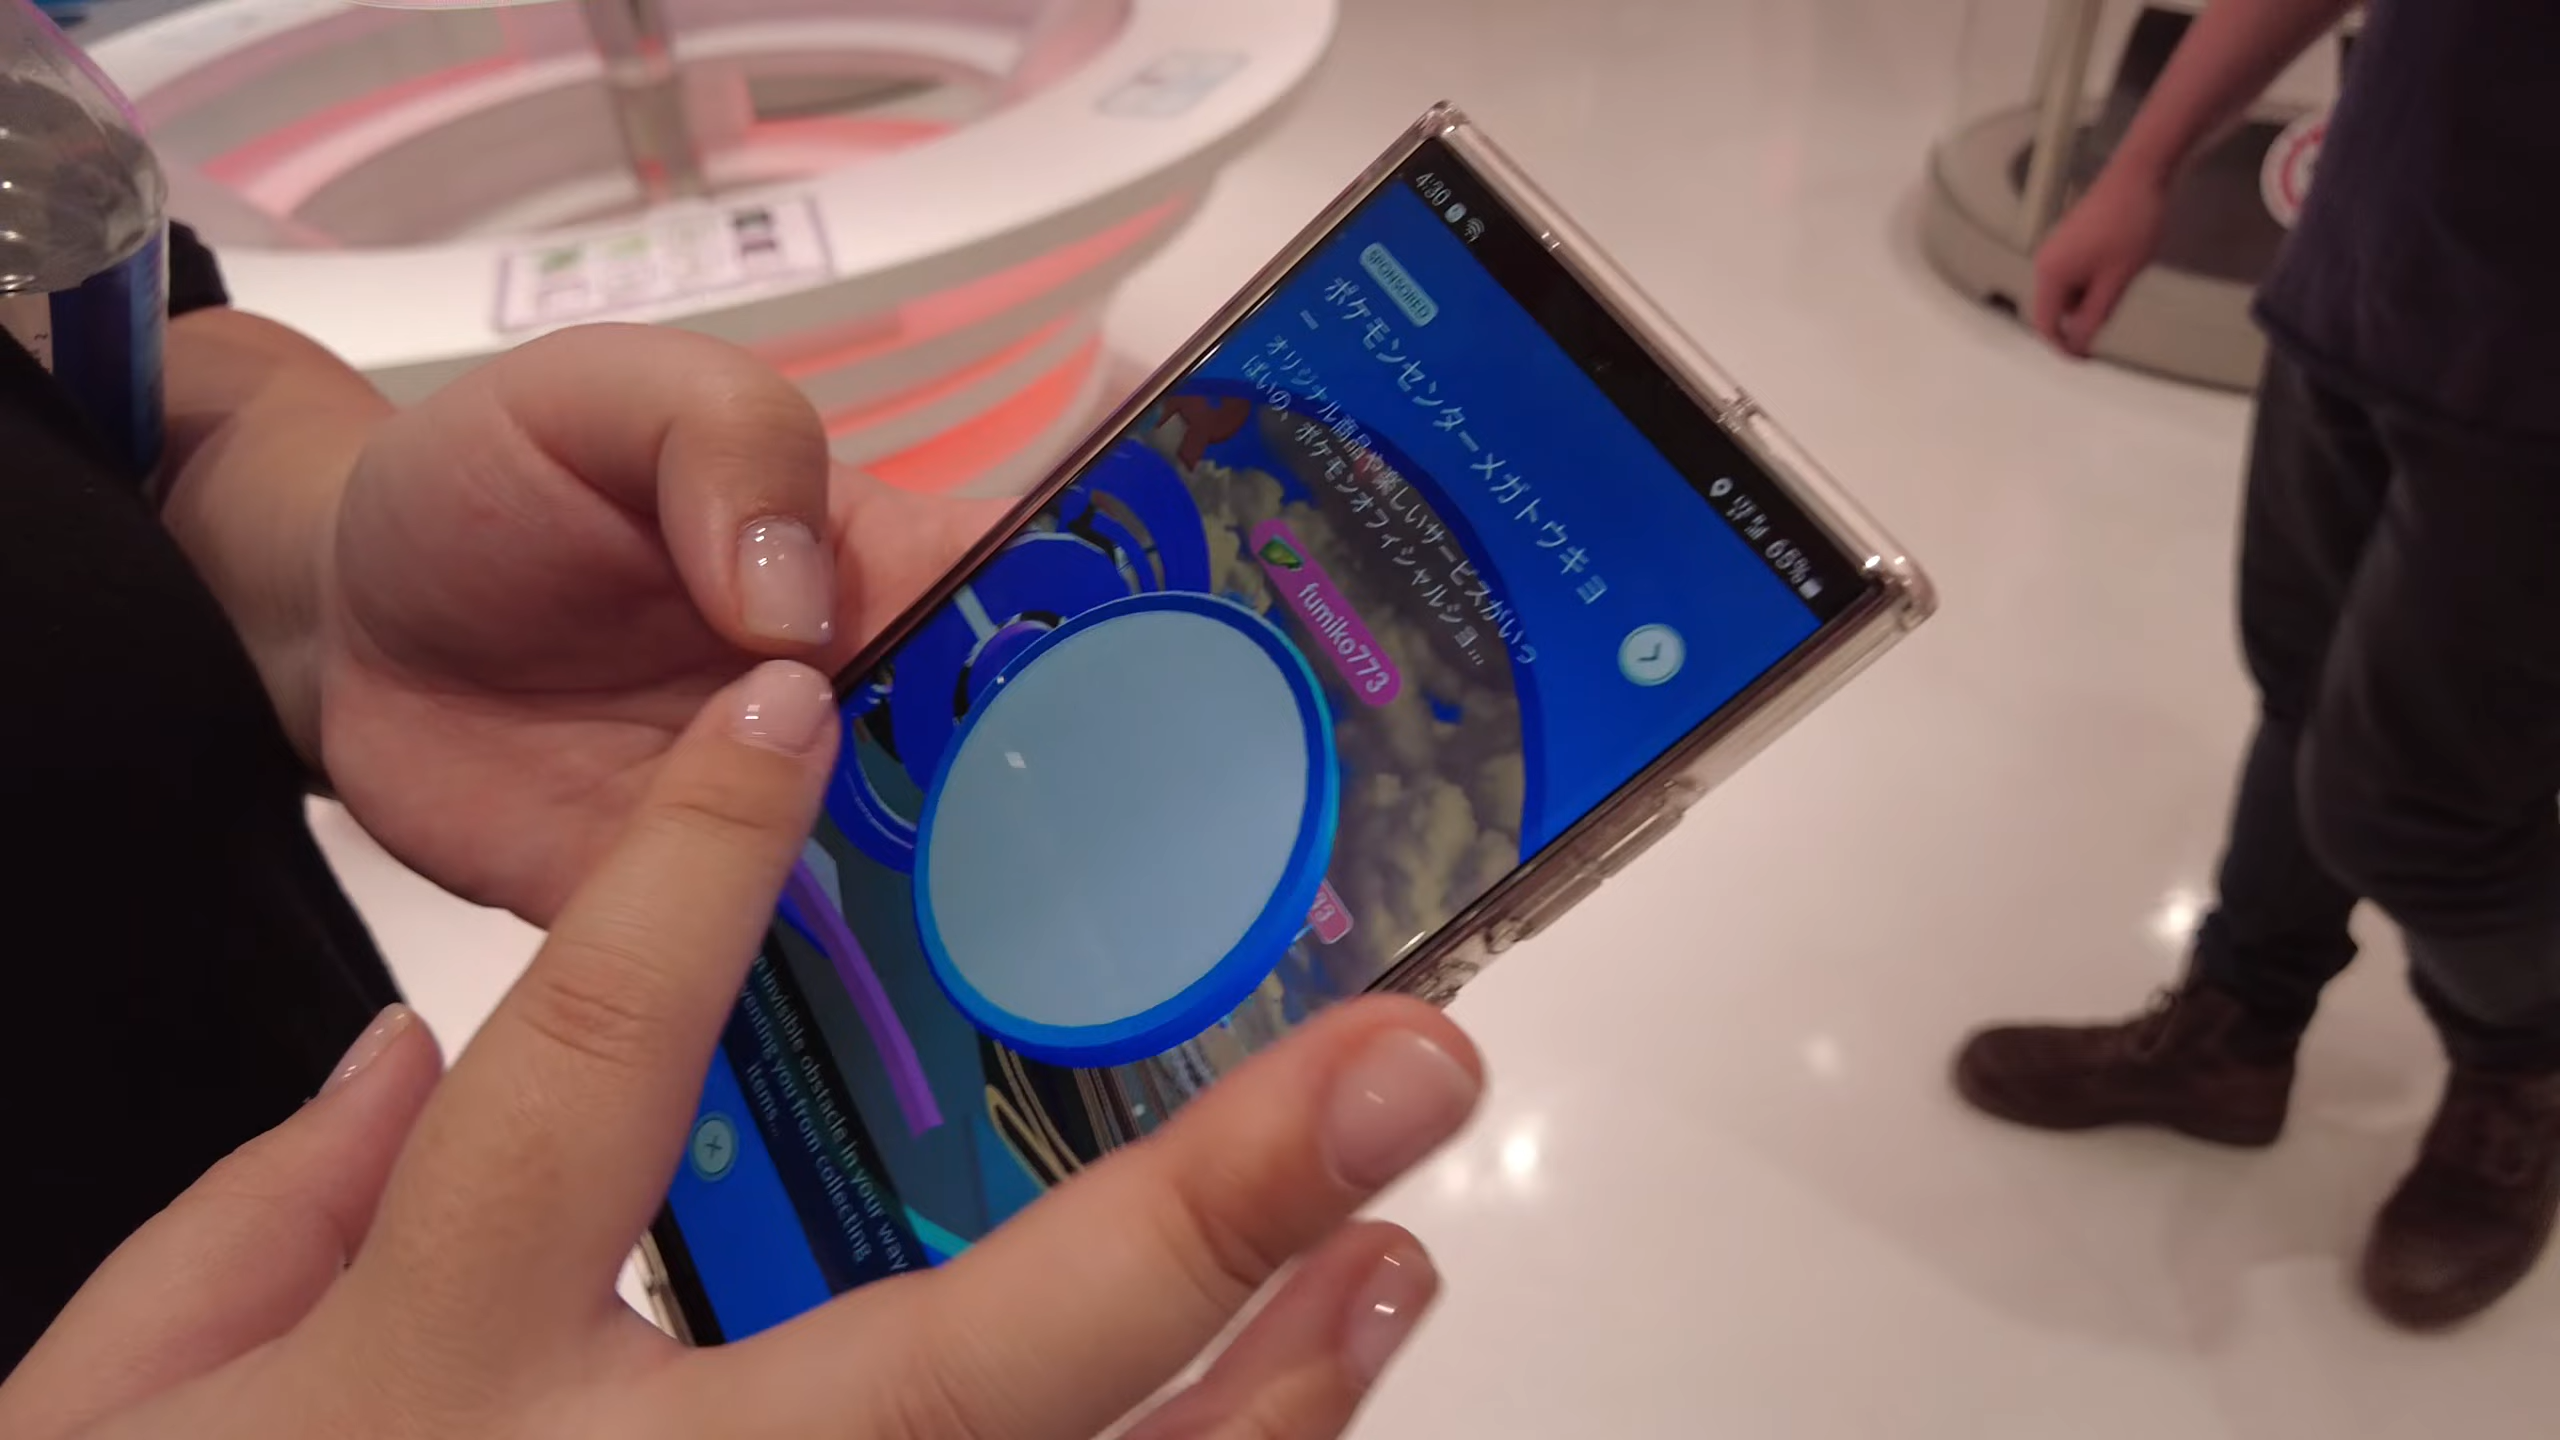 4:30
65%
SPONSORED
ポケモンセンターメガトウキョ
ー
オリジナル商品や楽しいサービスがいっ
ぱいの、ポケモンオフィシャルショ...
fumiko773
n invisible obstacle in your way,
venting you from collecting
items...